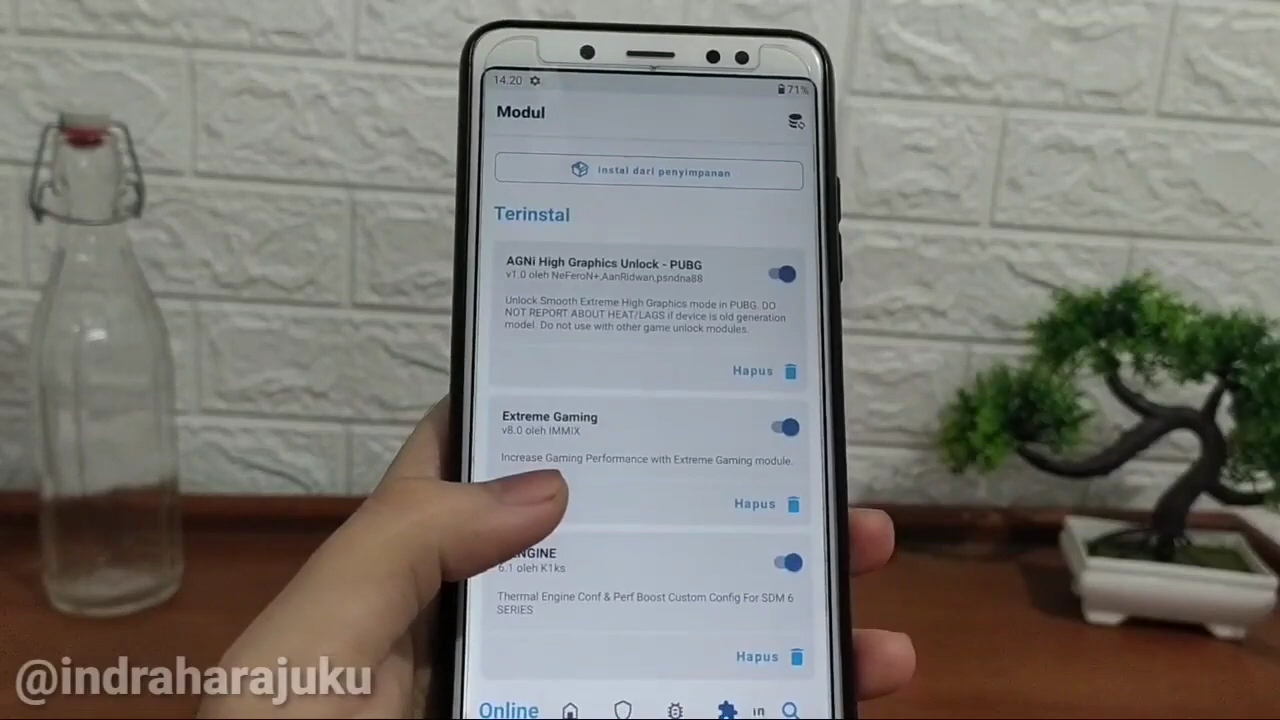 14.20
71%
Modul
Instal dari penyimpanan
Terinstal
AGNi High Graphics Unlock - PUBG
v1.0 oleh NeFeroN+,AanRidwan,psndna88
Unlock Smooth Extreme High Graphics mode in PUBG. DO
NOT REPORT ABOUT HEAT/LAGS if device is old generation
model. Do not use with other game unlock modules.
Hapus
Extreme Gaming
v8.0 oleh IMMIX
Increase Gaming Performance with Extreme Gaming module.
Hapus
6.1 oleh K1ks
Thermal Engine Conf & Perf Boost Custom Config For SDM 6
SERIES
Hapus
Online
@indraharajuku